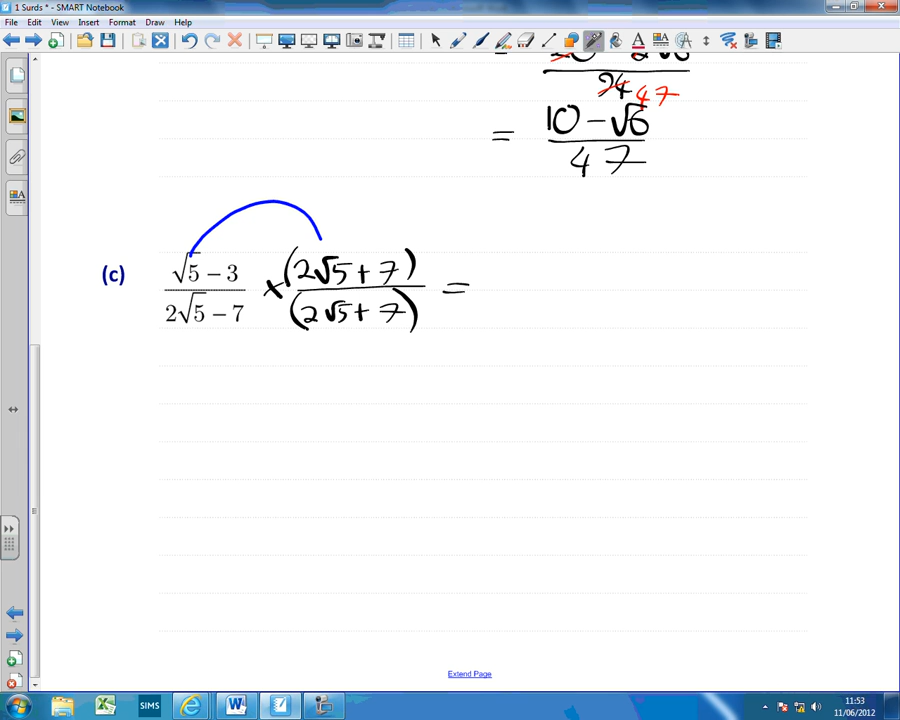 1 Surds * - SMART Notebook
File Edit View Insert Format Draw Help
24 47
= 10 − √6
47
(c) √5 − 3 × (2√5 + 7) =
2√5 − 7 (2√5 + 7)
Extend Page
SIMS
11:53
11/06/2012